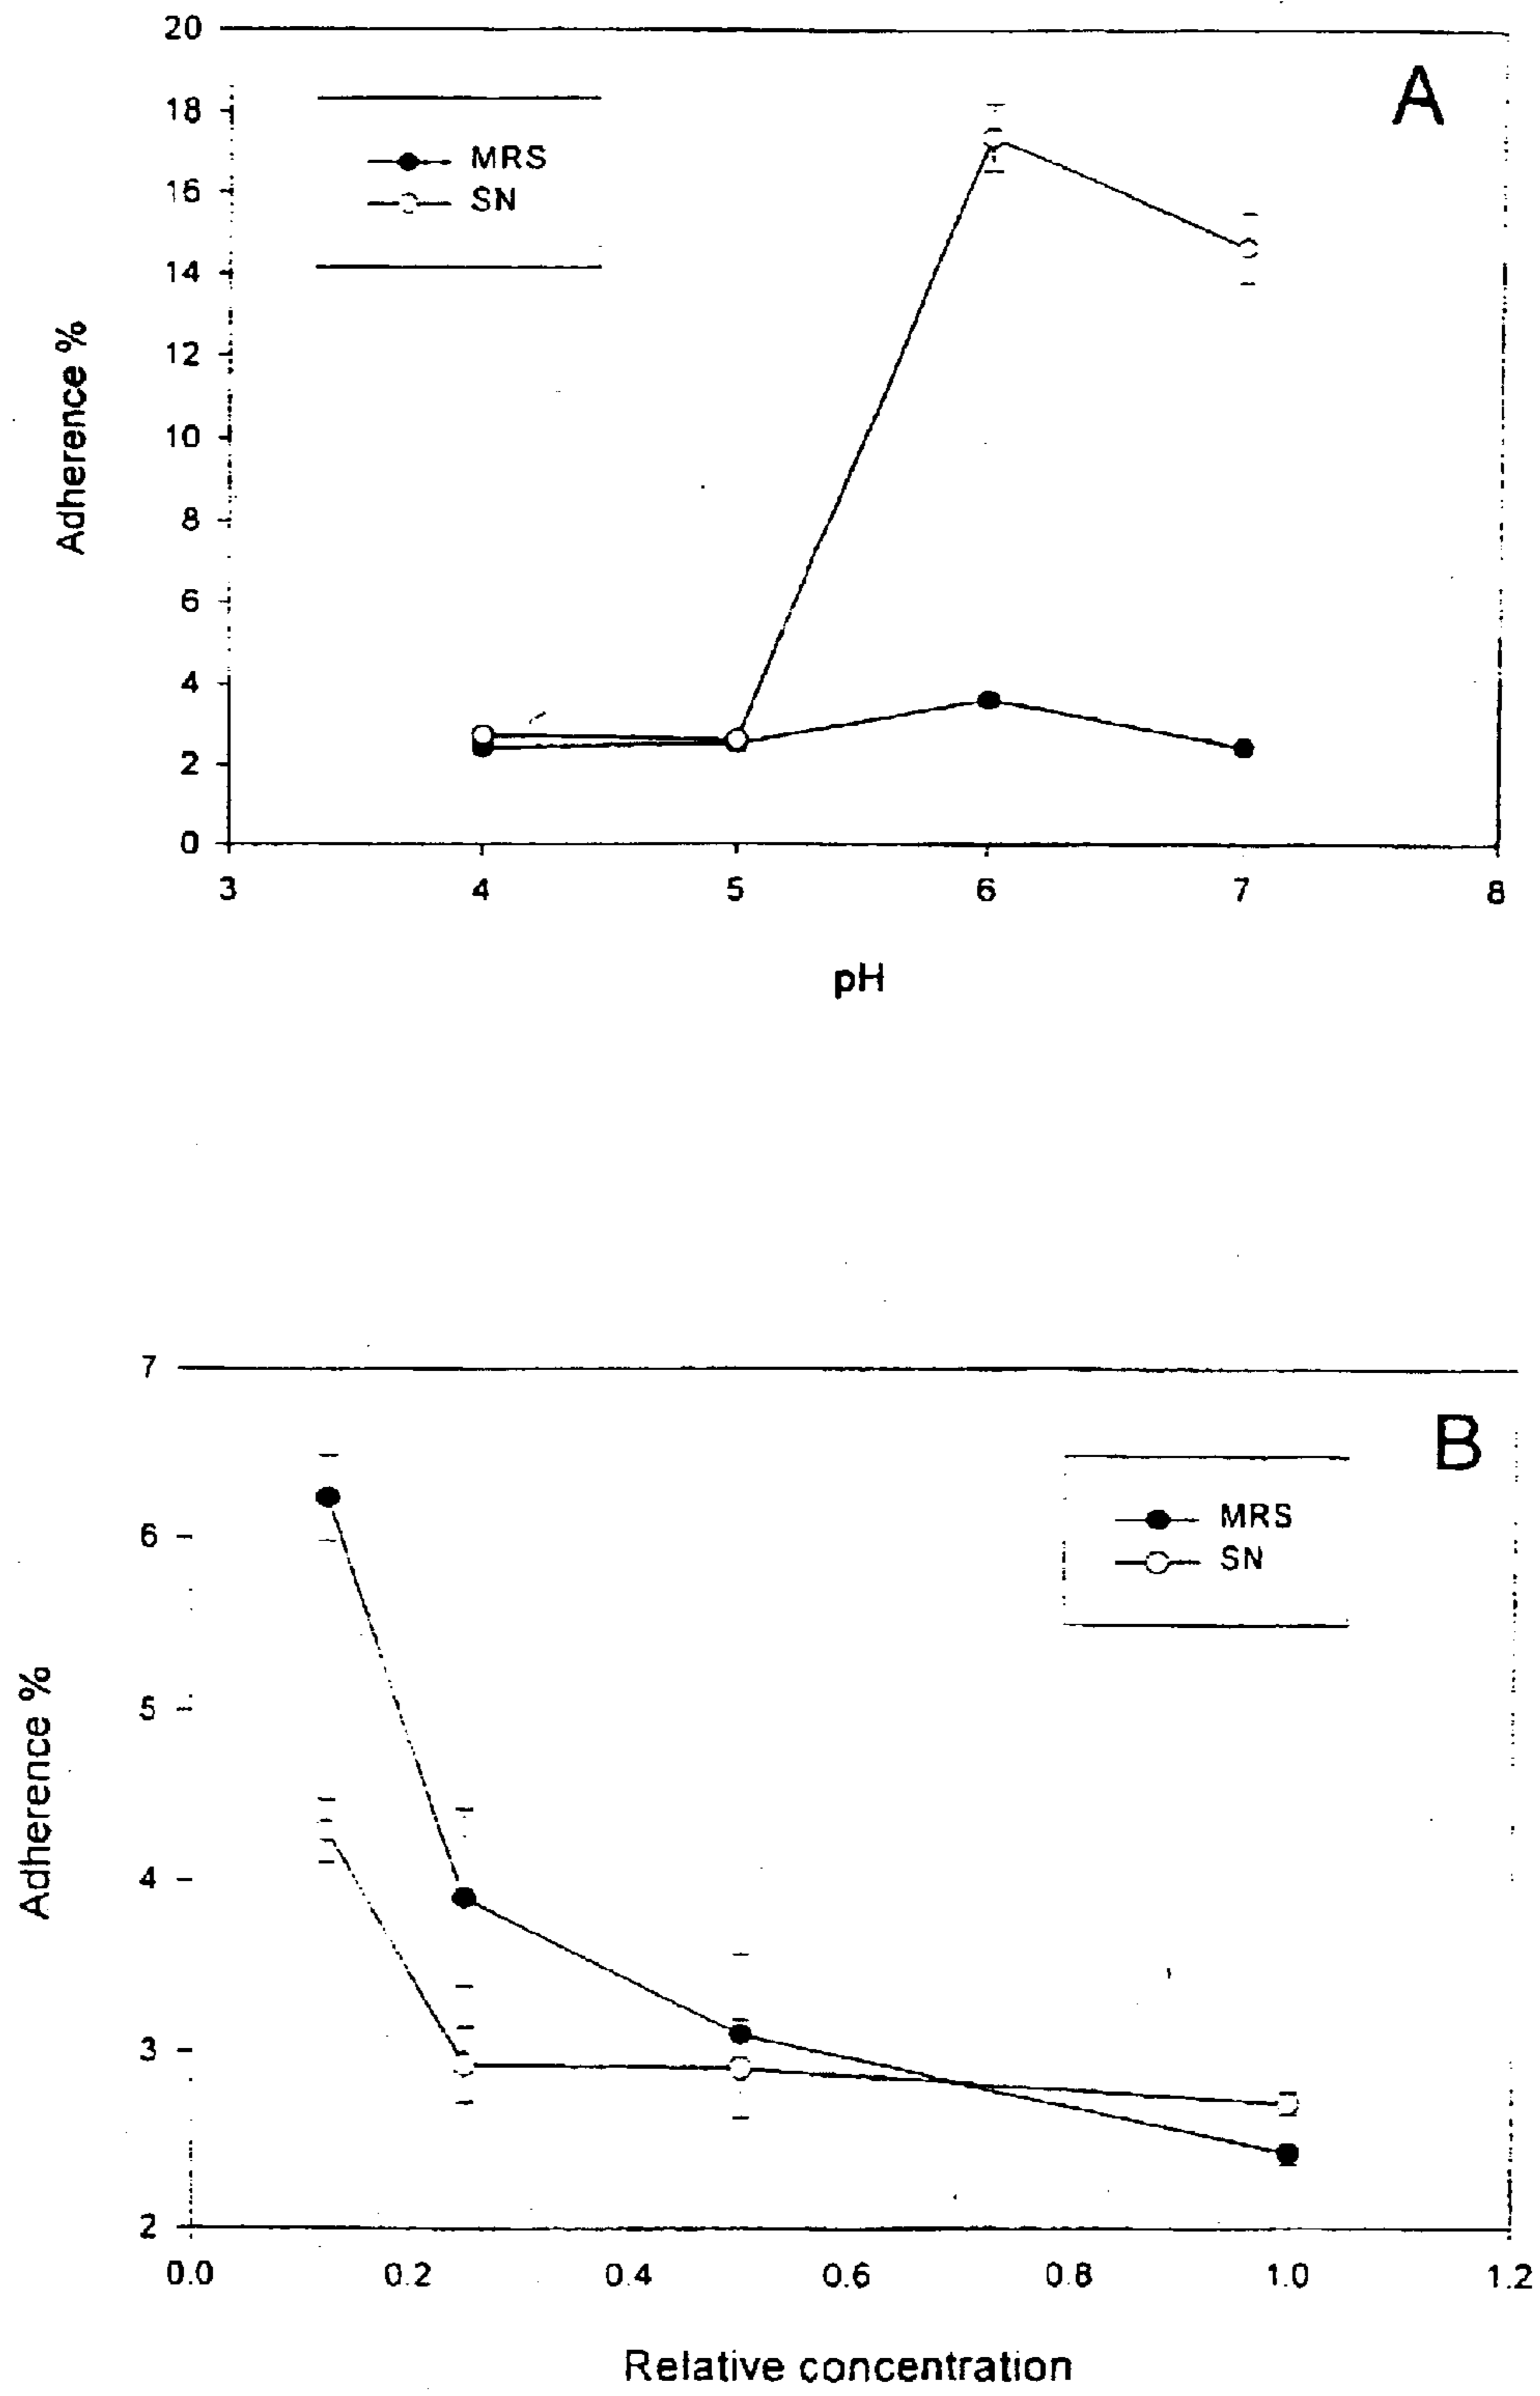 20
A
18
MRS
16
SN
14
12
10
8
6
4
2
0
Adherence %
3 4 5 6 7 8
pH
7
B
MRS
6
SN
5
4
3
2
Adherence %
0.0 0.2 0.4 0.6 0.8 1.0 1.2
Relative concentration